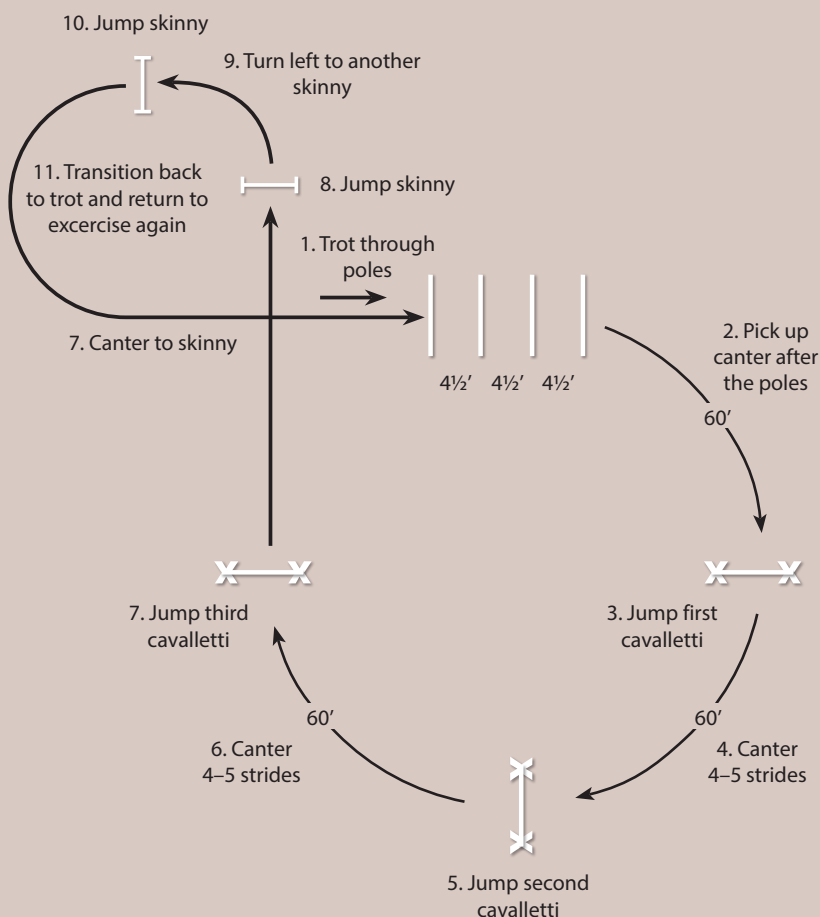 10. Jump skinny
9. Turn left to another
skinny
11. Transition back
to trot and return to
excercise again
8. Jump skinny
1. Trot through
poles
7. Canter to skinny
4½’ 4½’ 4½’
2. Pick up
canter after
the poles
60’
7. Jump third
cavalletti
3. Jump first
cavalletti
60’
6. Canter
4–5 strides
60’
4. Canter
4–5 strides
5. Jump second
cavalletti